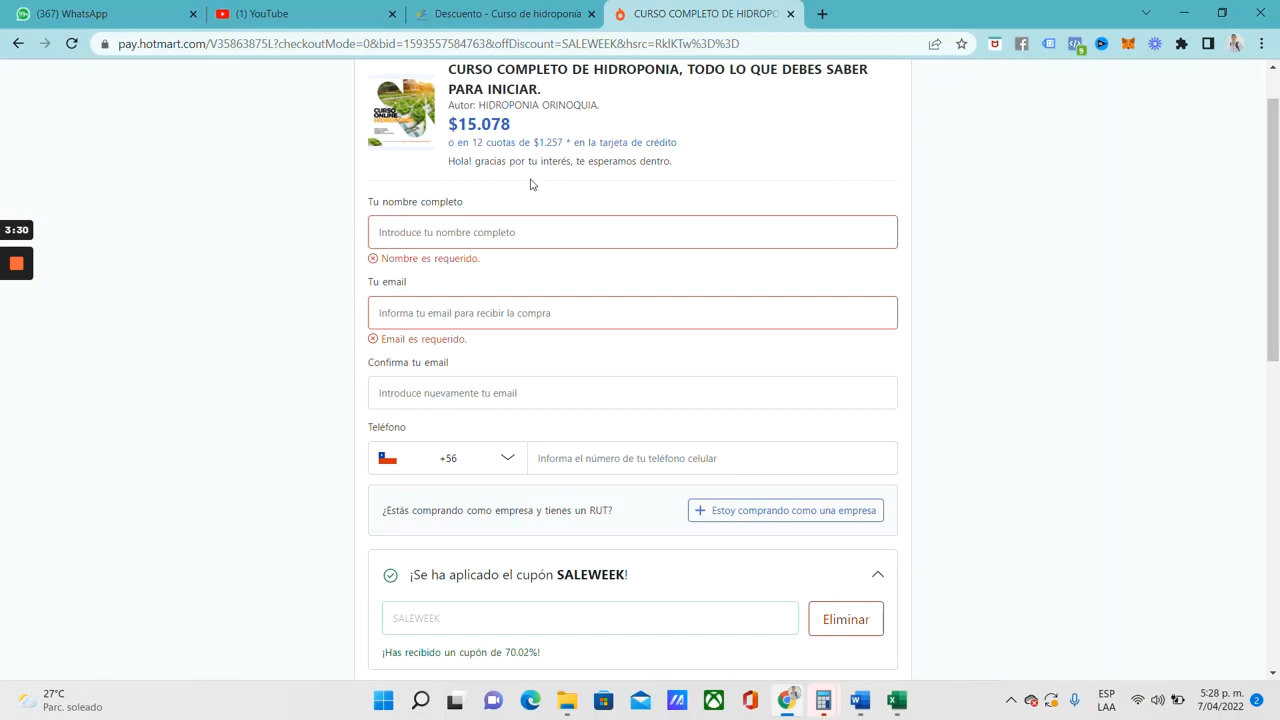 (367) WhatsApp
(1) YouTube
Descuento - Curso de hidroponía
CURSO COMPLETO DE HIDROPO
pay.hotmart.com/V35863875L?checkoutMode=0&bid=1593557584763&offDiscount=SALEWEEK&hsrc=RklKTw%3D%3D
9
CURSO COMPLETO DE HIDROPONIA, TODO LO QUE DEBES SABER
PARA INICIAR.
Autor: HIDROPONIA ORINOQUIA.
$15.078
o en 12 cuotas de $1.257 * en la tarjeta de crédito
Hola! gracias por tu interés, te esperamos dentro.
CURSO
ONLINE
HIDROPONÍA
3:30
Tu nombre completo
Introduce tu nombre completo
Nombre es requerido.
Tu email
Informa tu email para recibir la compra
Email es requerido.
Confirma tu email
Introduce nuevamente tu email
Teléfono
+56
Informa el número de tu teléfono celular
¿Estás comprando como empresa y tienes un RUT?
Estoy comprando como una empresa
¡Se ha aplicado el cupón SALEWEEK!
SALEWEEK
Eliminar
¡Has recibido un cupón de 70.02%!
27°C
Parc. soleado
ESP
LAA
5:28 p. m.
7/04/2022
2